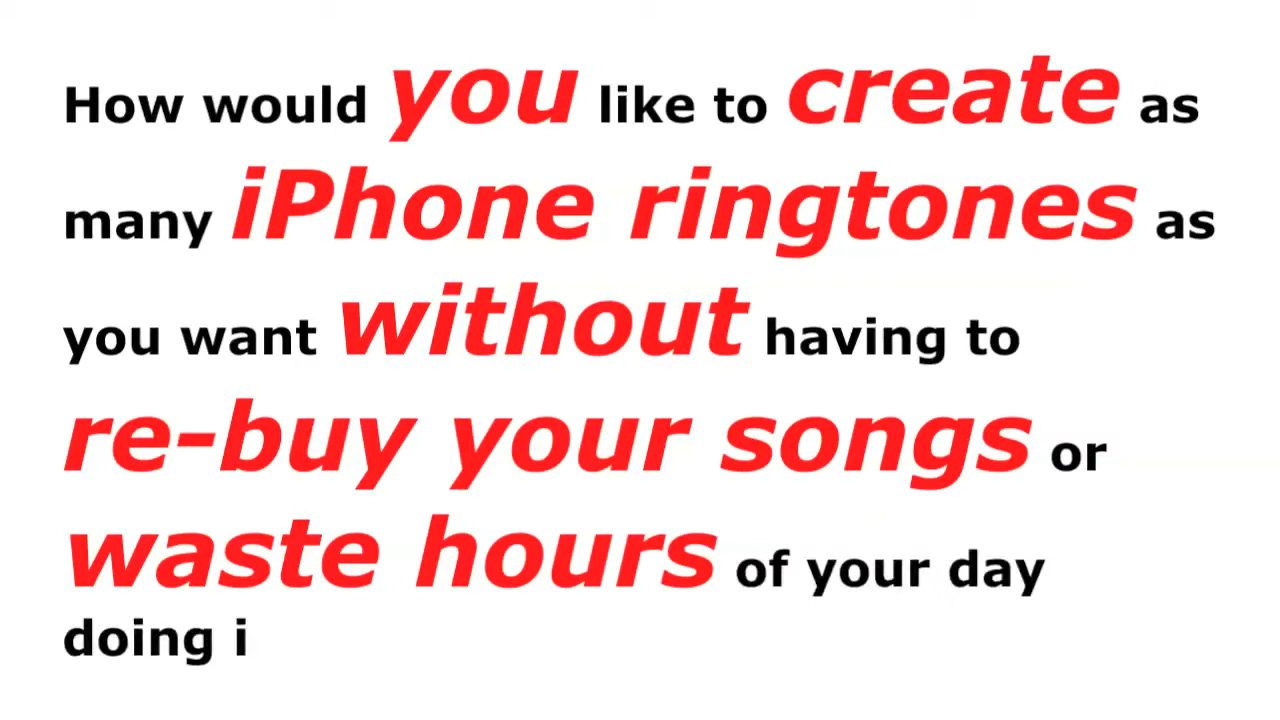 How would you like to create as
many iPhone ringtones as
you want without having to
re-buy your songs or
waste hours of your day
doing i